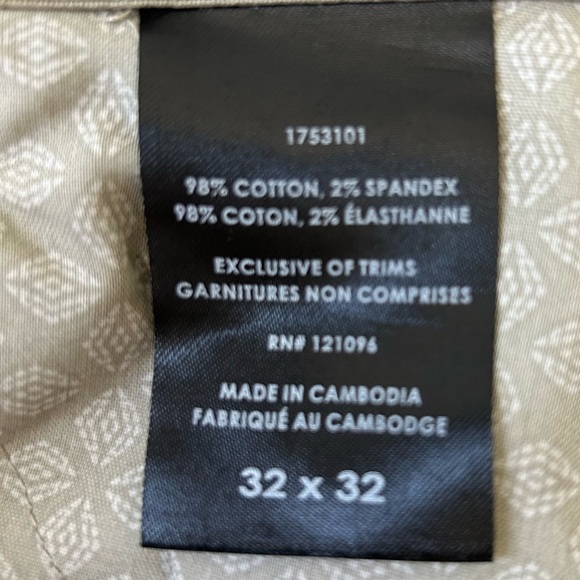 1753101
98% COTTON, 2% SPANDEX
98% COTON, 2% ÉLASTHANNE
EXCLUSIVE OF TRIMS
GARNITURES NON COMPRISES
RN# 121096
MADE IN CAMBODIA
FABRIQUÉ AU CAMBODGE
32 x 32